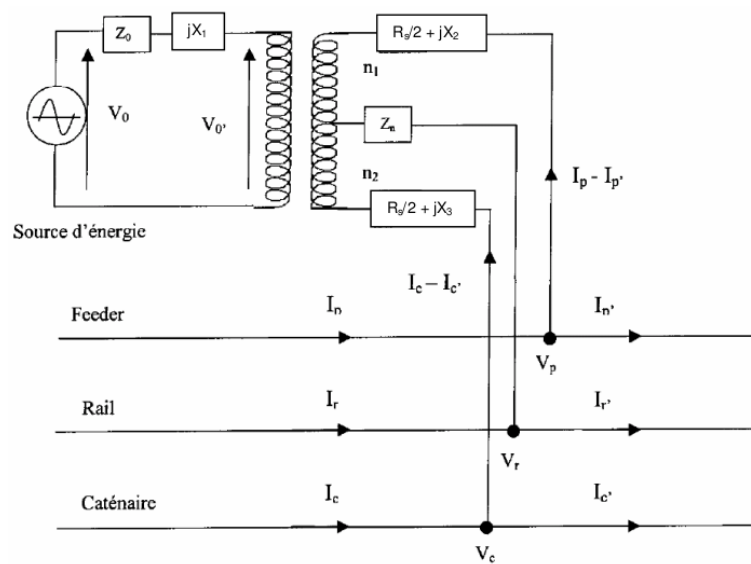 Z₀
jX₁
R₉/2 + jX₂
V₀
V₀'
n₁
Zₙ
n₂
R₉/2 + jX₃
Iₚ - Iₚ'
Source d'énergie
I꜀ – I꜀'
Feeder
Iₚ
Iₚ'
Vₚ
Rail
Iᵣ
Iᵣ'
Vᵣ
Caténaire
I꜀
I꜀'
V꜀